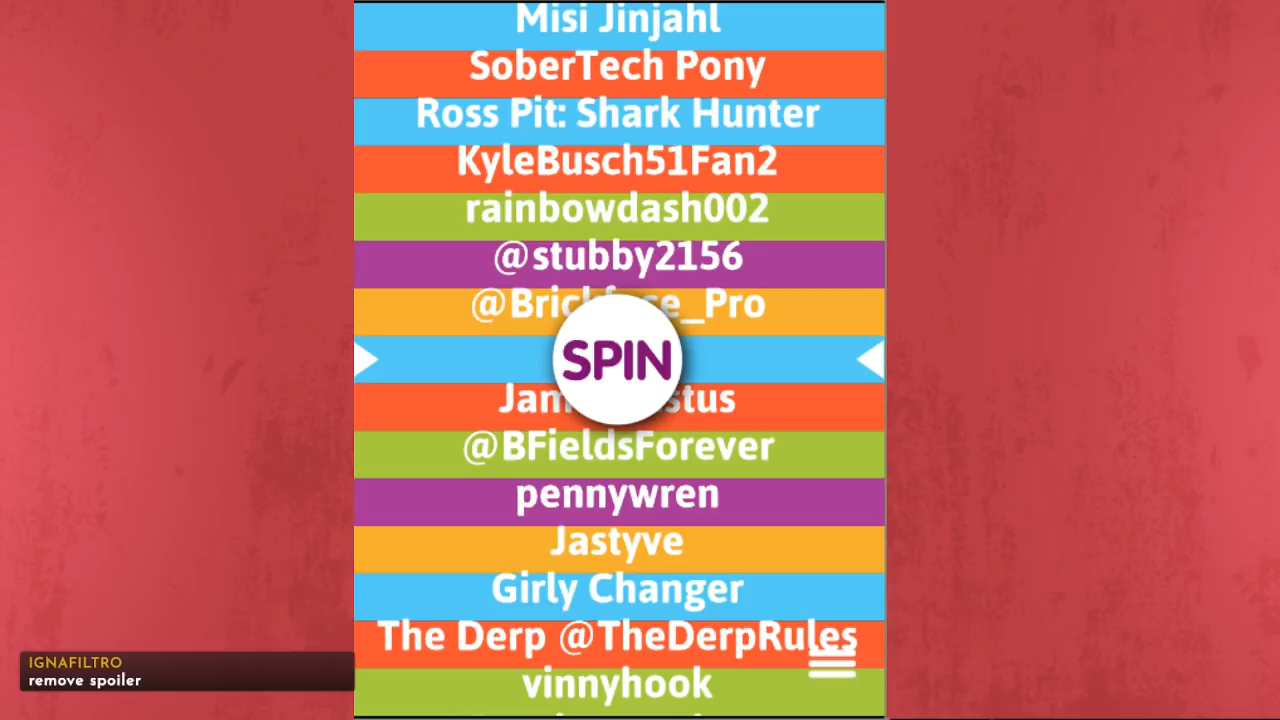 Misi Jinjahl
SoberTech Pony
Ross Pit: Shark Hunter
KyleBusch51Fan2
rainbowdash002
@stubby2156
SPIN
@BFieldsForever
pennywren
Jastyve
Girly Changer
The Derp @TheDerpRules
vinnyhook
IGNAFILTRO
remove spoiler